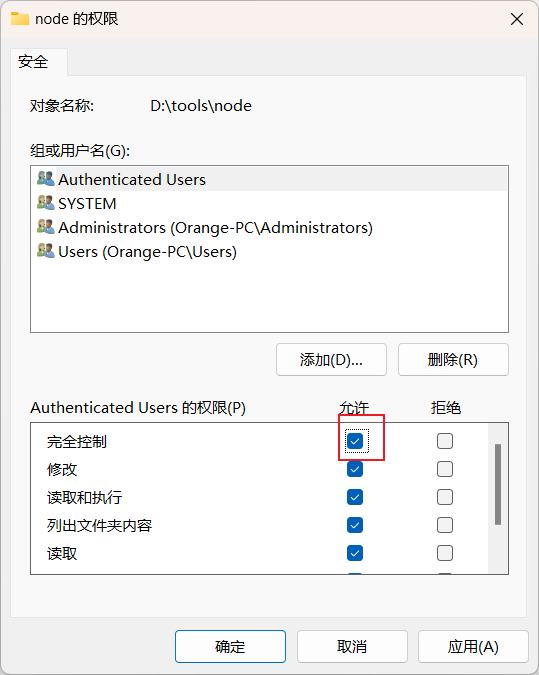 node 的权限
安全
对象名称: D:\tools\node
组或用户名(G):
Authenticated Users
SYSTEM
Administrators (Orange-PC\Administrators)
Users (Orange-PC\Users)
添加(D)... 删除(R)
Authenticated Users 的权限(P) 允许 拒绝
完全控制
修改
读取和执行
列出文件夹内容
读取
确定 取消 应用(A)